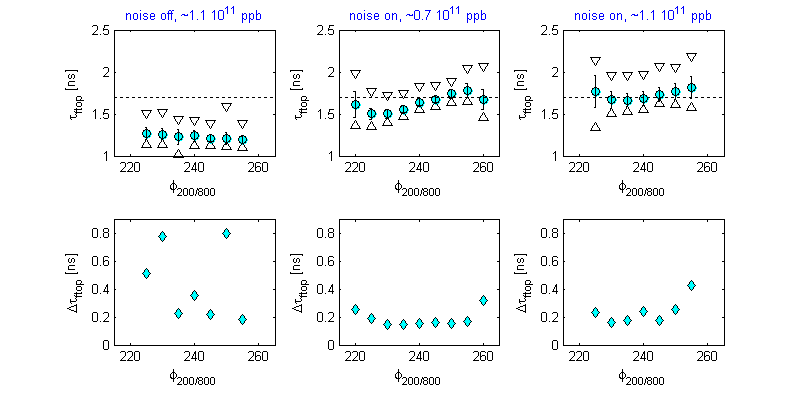 noise off, ~1.1 10^11 ppb
noise on, ~0.7 10^11 ppb
noise on, ~1.1 10^11 ppb
2.5
2
1.5
1
τ_ftop [ns]
220 240 260
ϕ_200/800
2.5
2
1.5
1
τ_ftop [ns]
220 240 260
ϕ_200/800
2.5
2
1.5
1
τ_ftop [ns]
220 240 260
ϕ_200/800
0.8
0.6
0.4
0.2
0
Δτ_ftop [ns]
220 240 260
ϕ_200/800
0.8
0.6
0.4
0.2
0
Δτ_ftop [ns]
220 240 260
ϕ_200/800
0.8
0.6
0.4
0.2
0
Δτ_ftop [ns]
220 240 260
ϕ_200/800